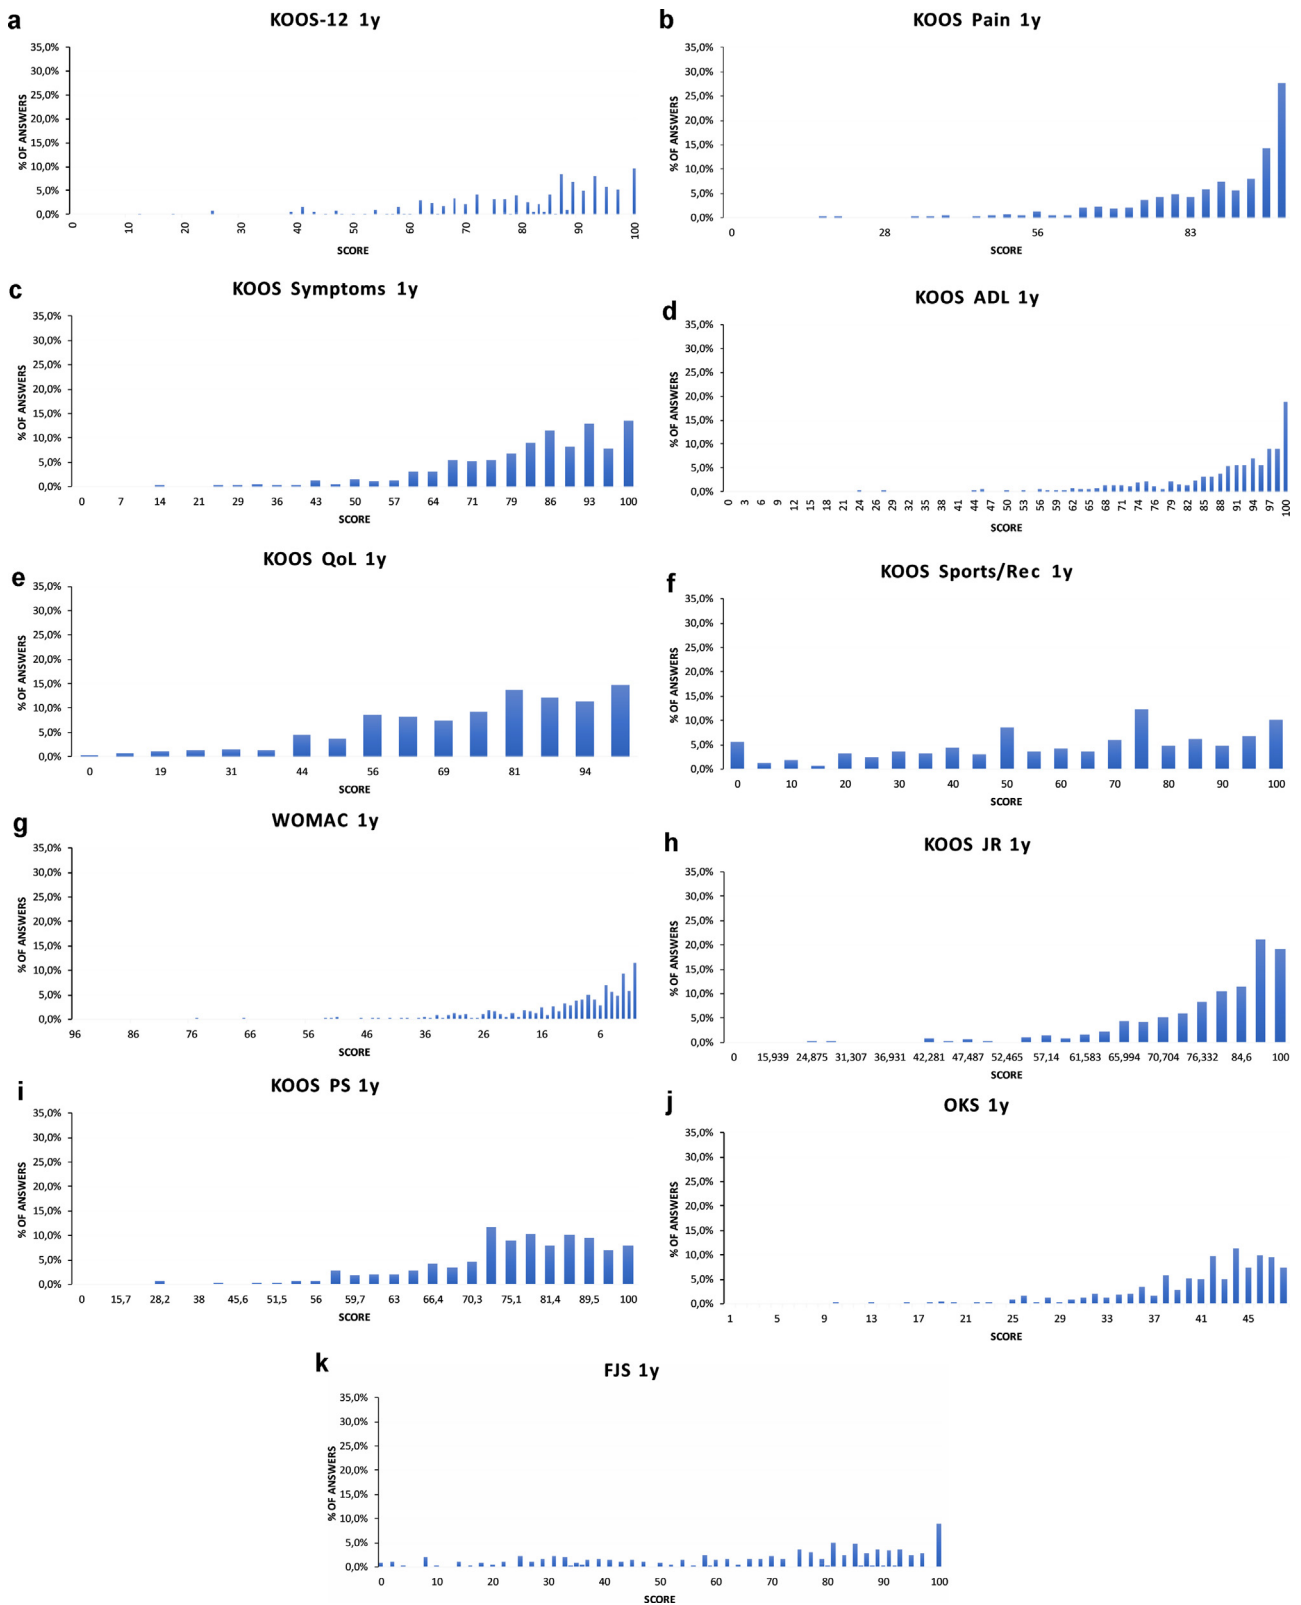 a
KOOS-12 1y
35,0%
30,0%
25,0%
20,0%
15,0%
10,0%
5,0%
0,0%
% OF ANSWERS
0 10 20 30 40 50 60 70 80 90 100
SCORE
b
KOOS Pain 1y
35,0%
30,0%
25,0%
20,0%
15,0%
10,0%
5,0%
0,0%
% OF ANSWERS
0 28 56 83
SCORE
c
KOOS Symptoms 1y
35,0%
30,0%
25,0%
20,0%
15,0%
10,0%
5,0%
0,0%
% OF ANSWERS
0 7 14 21 29 36 43 50 57 64 71 79 86 93 100
SCORE
d
KOOS ADL 1y
35,0%
30,0%
25,0%
20,0%
15,0%
10,0%
5,0%
0,0%
% OF ANSWERS
0 3 6 9 12 15 18 21 24 26 29 32 35 38 41 44 47 50 53 56 59 62 65 68 71 74 76 79 82 85 88 91 94 97 100
SCORE
e
KOOS QoL 1y
35,0%
30,0%
25,0%
20,0%
15,0%
10,0%
5,0%
0,0%
% OF ANSWERS
0 19 31 44 56 69 81 94
SCORE
f
KOOS Sports/Rec 1y
35,0%
30,0%
25,0%
20,0%
15,0%
10,0%
5,0%
0,0%
% OF ANSWERS
0 10 20 30 40 50 60 70 80 90 100
SCORE
g
WOMAC 1y
35,0%
30,0%
25,0%
20,0%
15,0%
10,0%
5,0%
0,0%
% OF ANSWERS
96 86 76 66 56 46 36 26 16 6
SCORE
h
KOOS JR 1y
35,0%
30,0%
25,0%
20,0%
15,0%
10,0%
5,0%
0,0%
% OF ANSWERS
0 15,939 24,875 31,307 36,931 42,281 47,487 52,465 57,14 61,583 65,994 70,704 76,332 84,6 100
SCORE
i
KOOS PS 1y
35,0%
30,0%
25,0%
20,0%
15,0%
10,0%
5,0%
0,0%
% OF ANSWERS
0 15,7 28,2 38 45,6 51,5 56 59,7 63 66,4 70,3 75,1 81,4 89,5 100
SCORE
j
OKS 1y
35,0%
30,0%
25,0%
20,0%
15,0%
10,0%
5,0%
0,0%
% OF ANSWERS
1 5 9 13 17 21 25 29 33 37 41 45
SCORE
k
FJS 1y
35,0%
30,0%
25,0%
20,0%
15,0%
10,0%
5,0%
0,0%
% OF ANSWERS
0 10 20 30 40 50 60 70 80 90 100
SCORE